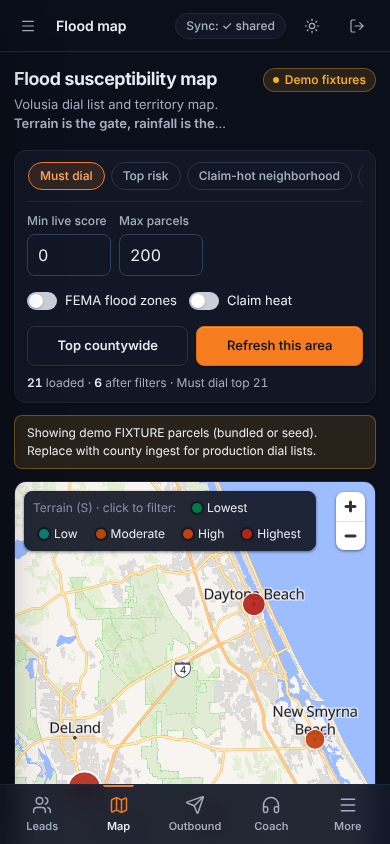 Flood map
Sync: ✓ shared
Flood susceptibility map
Demo fixtures
Volusia dial list and territory map.
Terrain is the gate, rainfall is the...
Must dial
Top risk
Claim-hot neighborhood
Min live score
Max parcels
0
200
FEMA flood zones
Claim heat
Top countywide
Refresh this area
21 loaded · 6 after filters · Must dial top 21
Showing demo FIXTURE parcels (bundled or seed).
Replace with county ingest for production dial lists.
Terrain (S) · click to filter:
Lowest
Low
Moderate
High
Highest
+
−
Daytona Beach
4
New Smyrna
Beach
DeLand
Leads
Map
Outbound
Coach
More